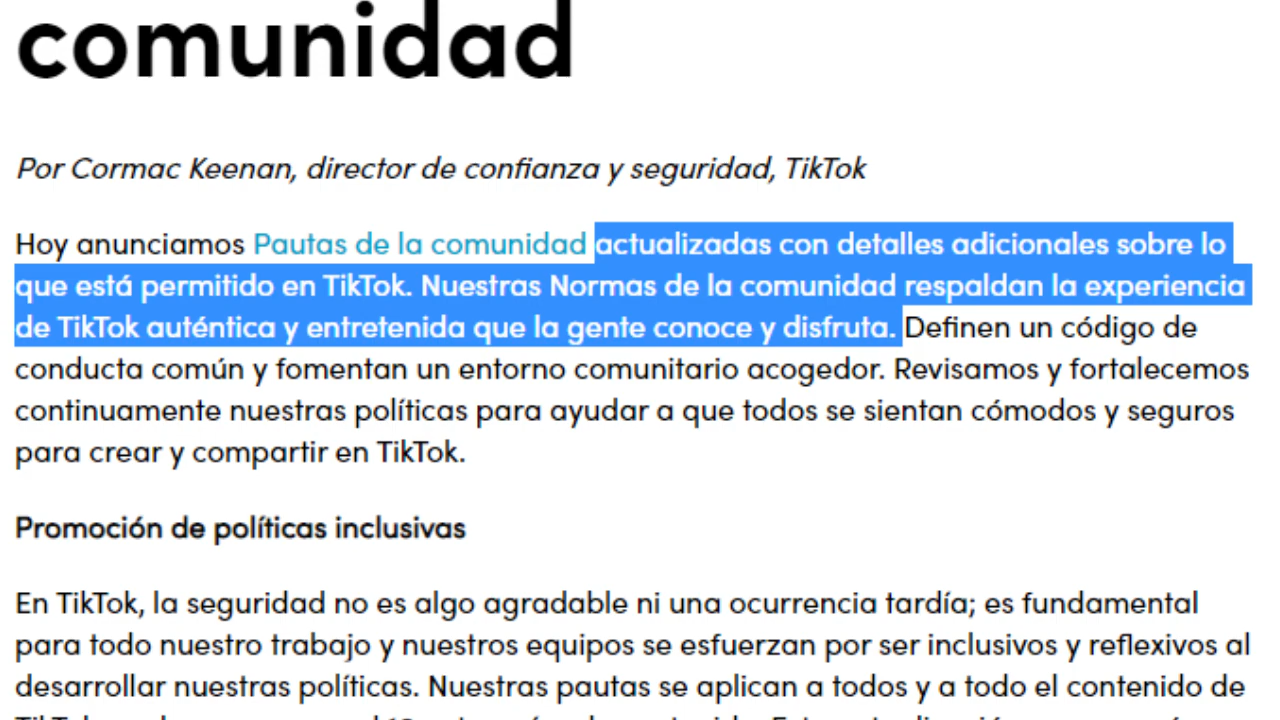 comunidad
Por Cormac Keenan, director de confianza y seguridad, TikTok
Hoy anunciamos Pautas de la comunidad actualizadas con detalles adicionales sobre lo
que está permitido en TikTok. Nuestras Normas de la comunidad respaldan la experiencia
de TikTok auténtica y entretenida que la gente conoce y disfruta. Definen un código de
conducta común y fomentan un entorno comunitario acogedor. Revisamos y fortalecemos
continuamente nuestras políticas para ayudar a que todos se sientan cómodos y seguros
para crear y compartir en TikTok.
Promoción de políticas inclusivas
En TikTok, la seguridad no es algo agradable ni una ocurrencia tardía; es fundamental
para todo nuestro trabajo y nuestros equipos se esfuerzan por ser inclusivos y reflexivos al
desarrollar nuestras políticas. Nuestras pautas se aplican a todos y a todo el contenido de